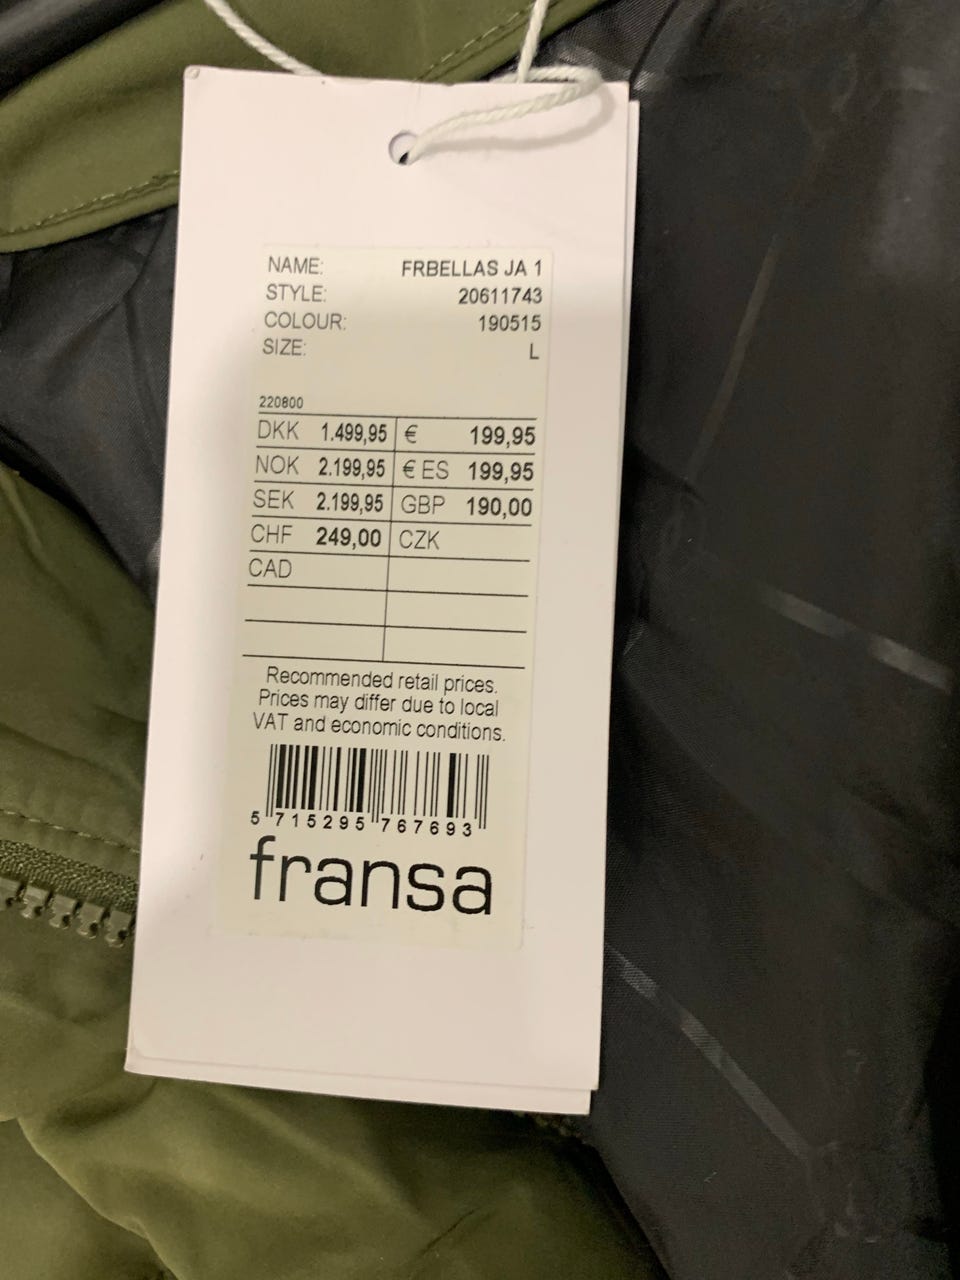 NAME: FRBELLAS JA 1
STYLE: 20611743
COLOUR: 190515
SIZE: L
220800
DKK 1.499,95 € 199,95
NOK 2.199,95 € ES 199,95
SEK 2.199,95 GBP 190,00
CHF 249,00 CZK
CAD
Recommended retail prices.
Prices may differ due to local
VAT and economic conditions.
5 715295 767693
fransa